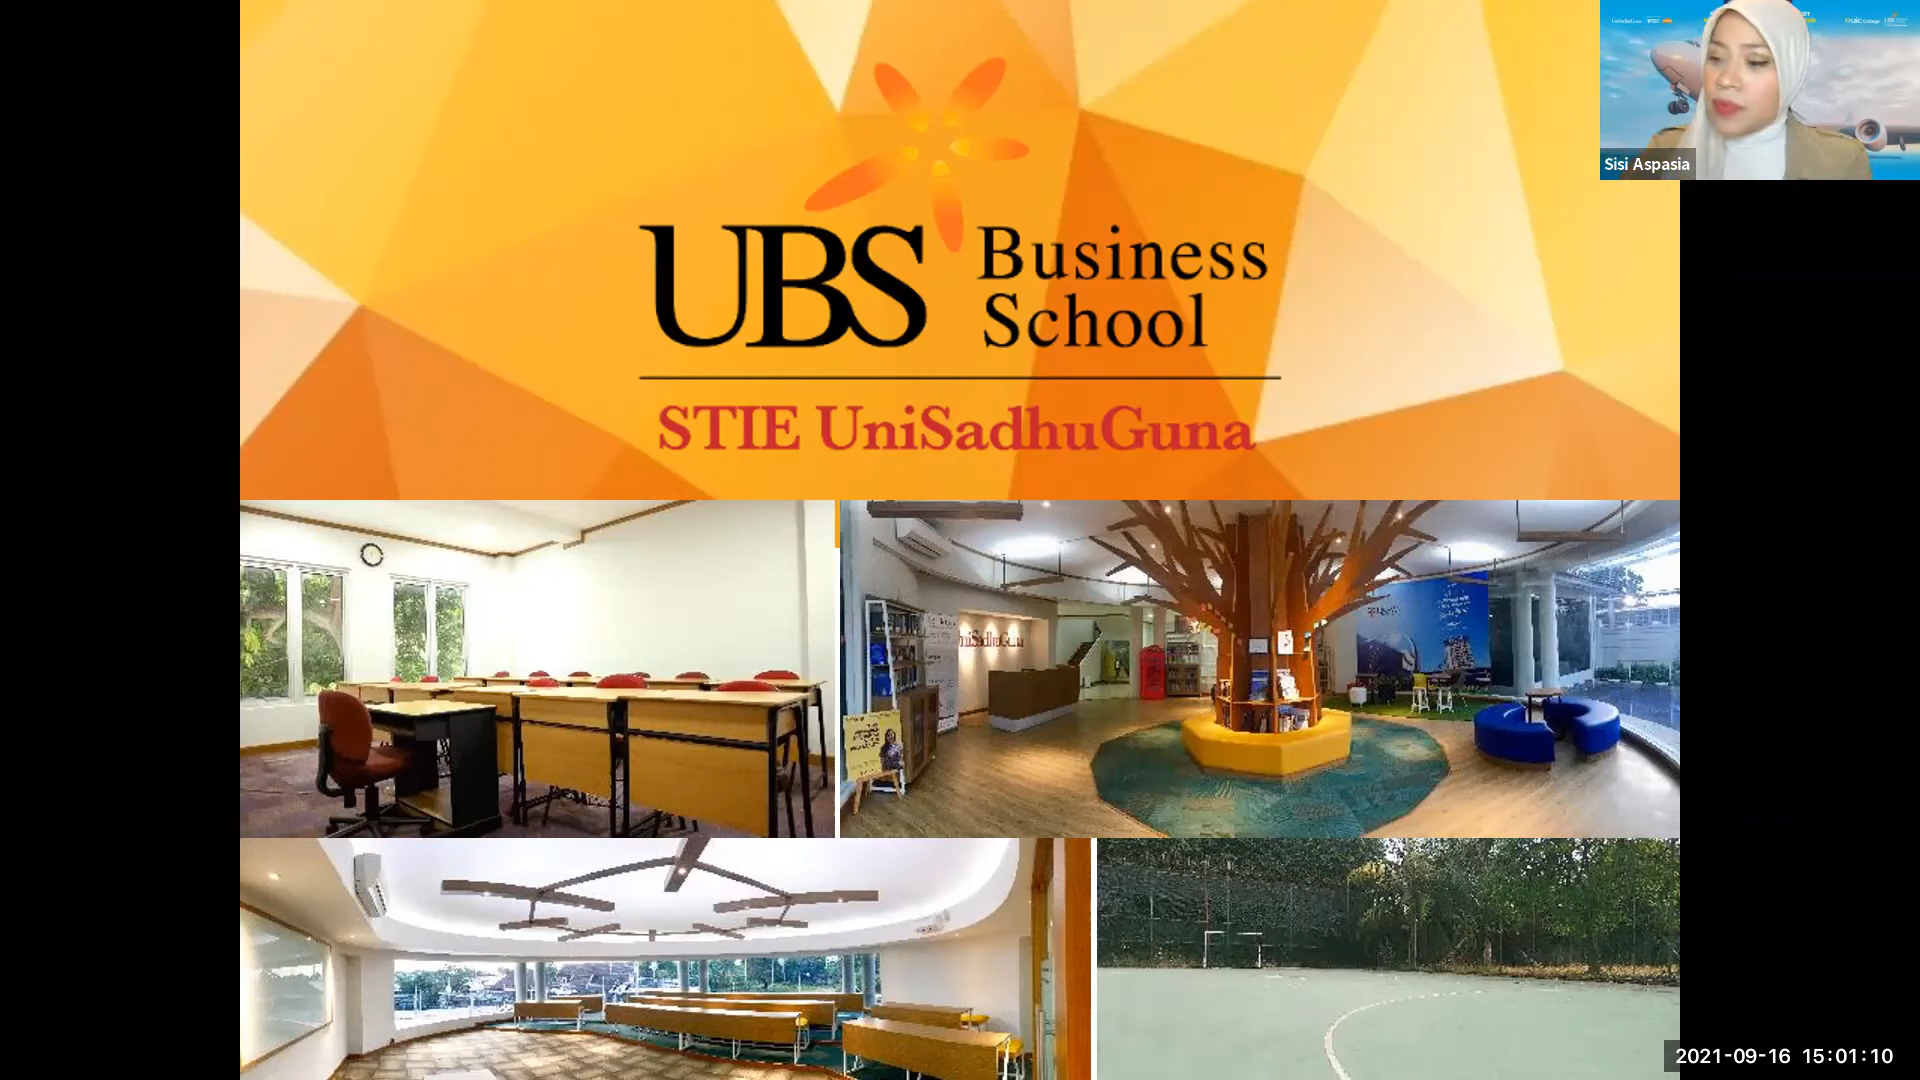 UBS Business
School
STIE UniSadhuGuna
Sisi Aspasia
UniSadhuGuna
2021-09-16 15:01:10